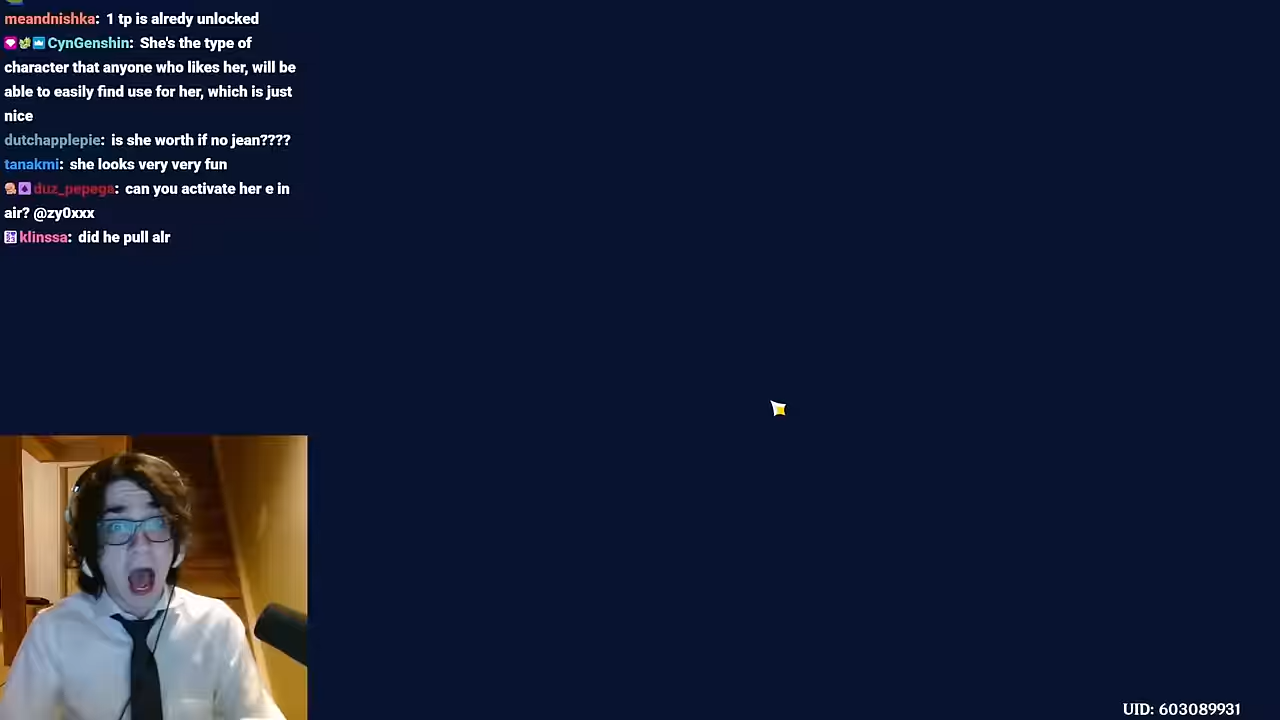 meandnishka: 1 tp is alredy unlocked
CynGenshin: She's the type of
character that anyone who likes her, will be
able to easily find use for her, which is just
nice
dutchapplepie: is she worth if no jean????
tanakmi: she looks very very fun
duz_pepega: can you activate her e in
air? @zy0xxx
klinssa: did he pull alr
UID: 603089931